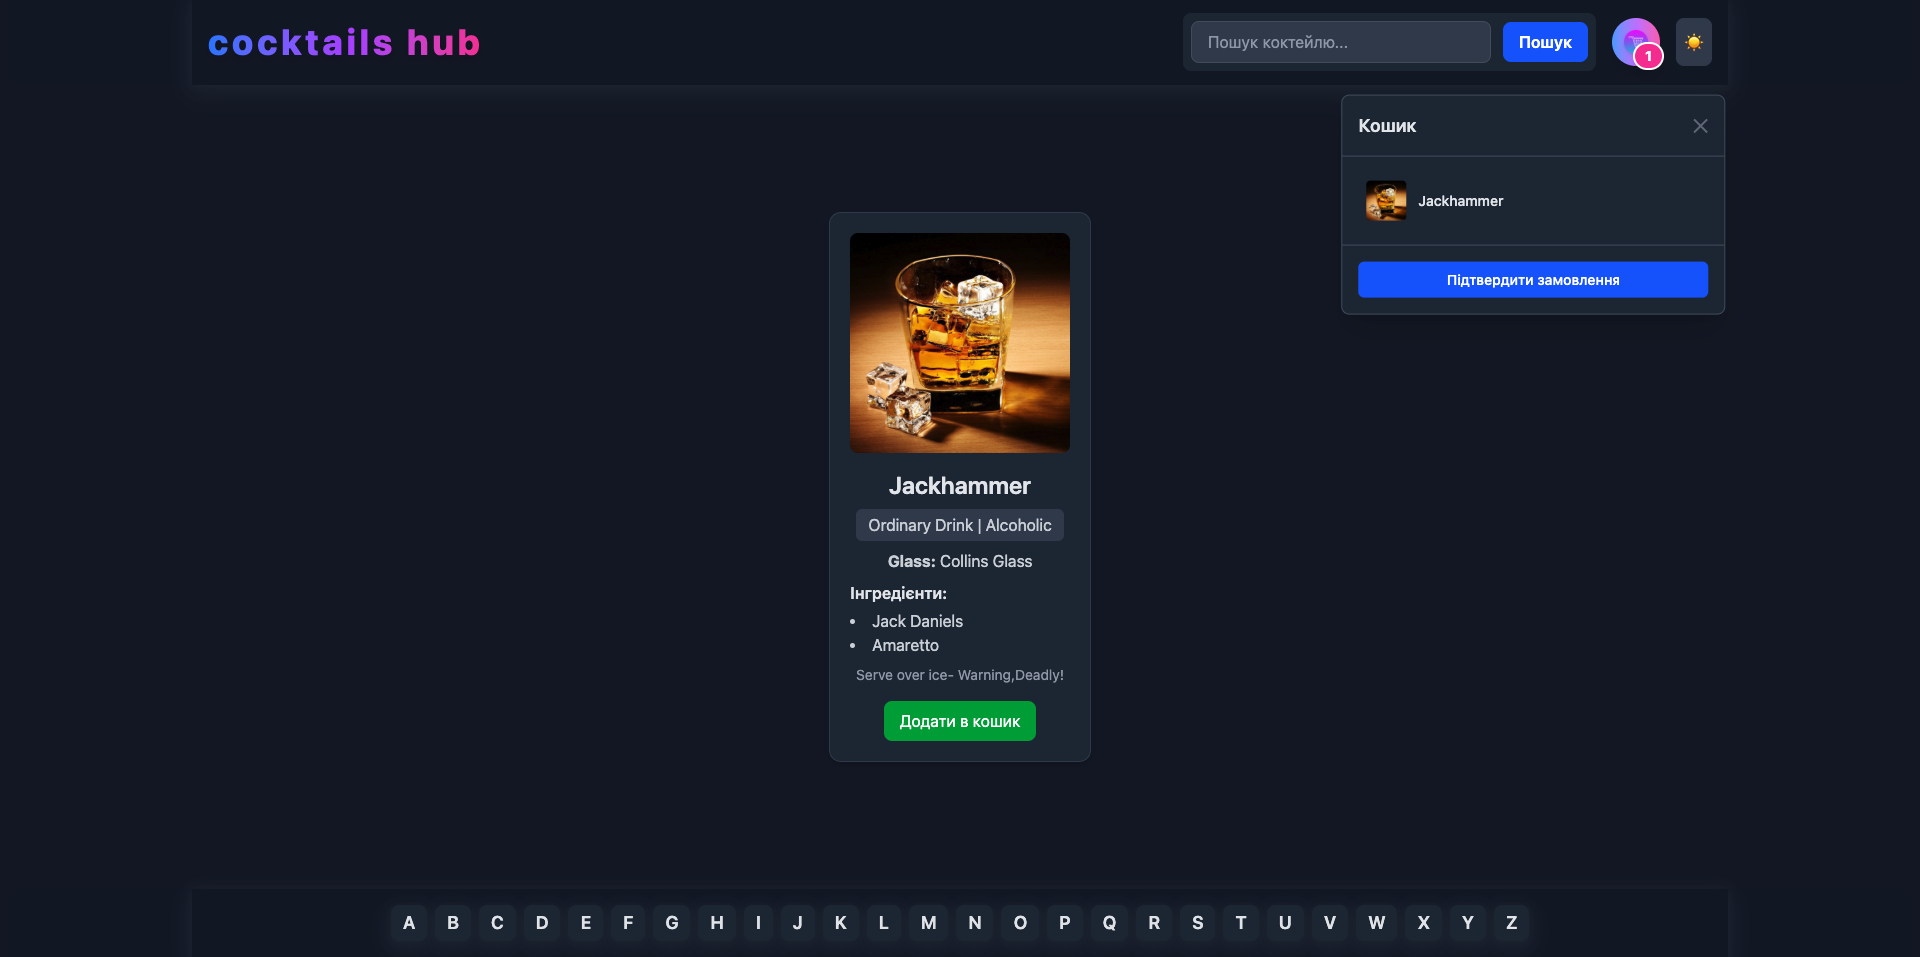 cocktails hub
Пошук коктейлю...
Пошук
1
Кошик
Jackhammer
Підтвердити замовлення
Jackhammer
Ordinary Drink | Alcoholic
Glass: Collins Glass
Інгредієнти:
• Jack Daniels
• Amaretto
Serve over ice- Warning,Deadly!
Додати в кошик
A B C D E F G H I J K L M N O P Q R S T U V W X Y Z